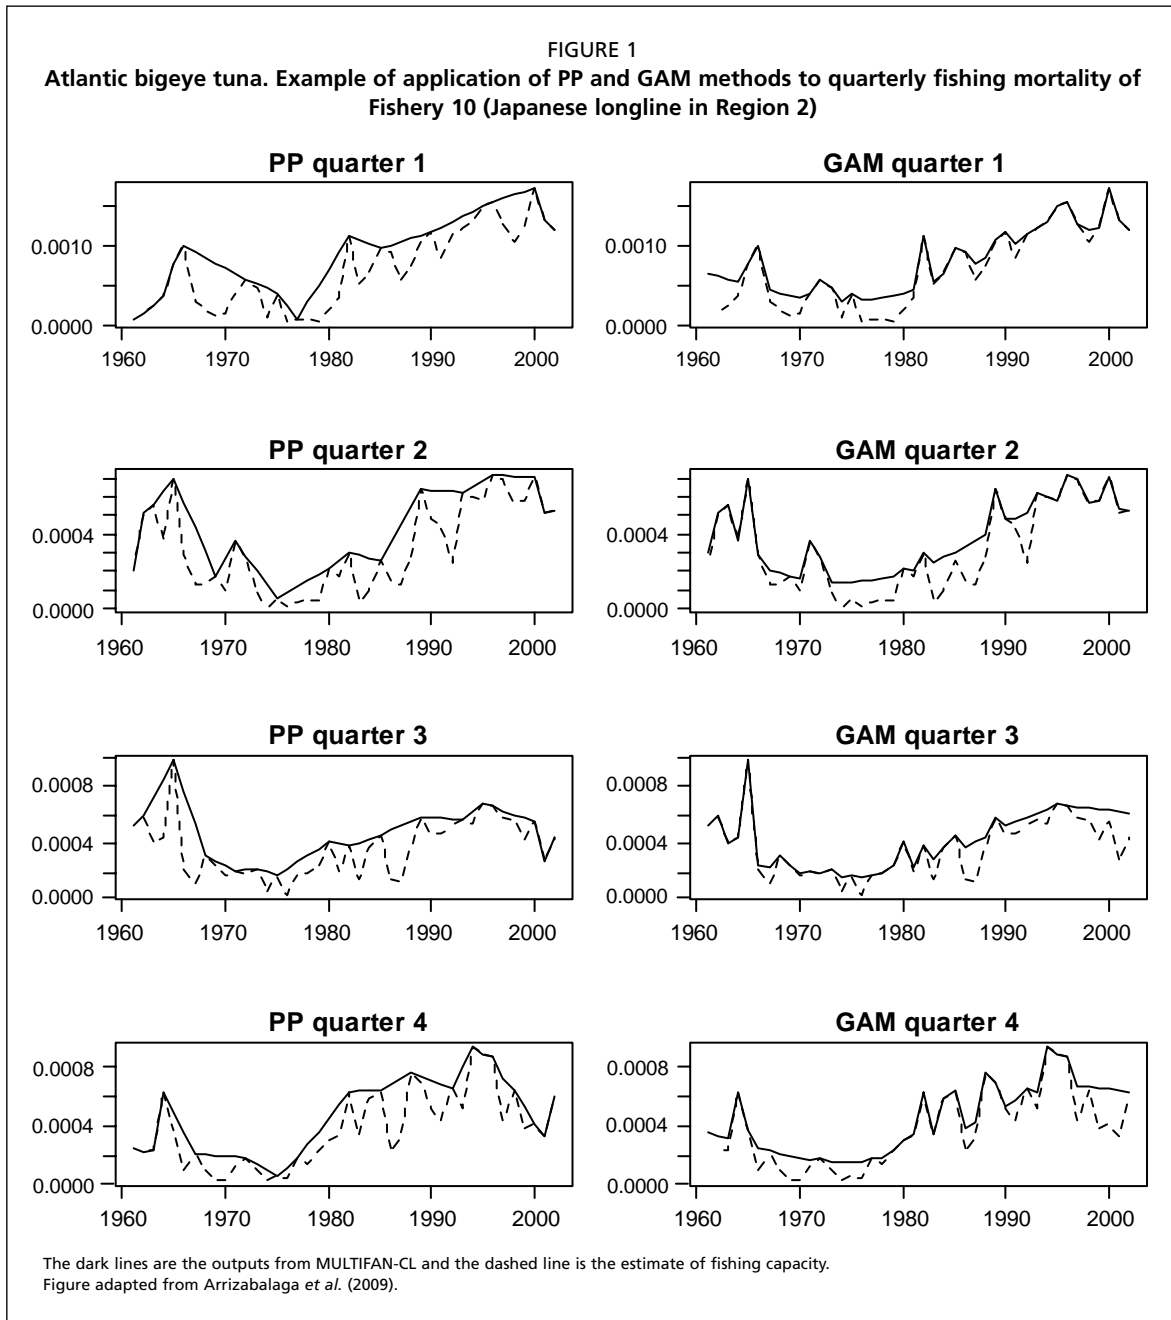 FIGURE 1
Atlantic bigeye tuna. Example of application of PP and GAM methods to quarterly fishing mortality of
Fishery 10 (Japanese longline in Region 2)
PP quarter 1
GAM quarter 1
0.0010
0.0000
1960 1970 1980 1990 2000
0.0010
0.0000
1960 1970 1980 1990 2000
PP quarter 2
GAM quarter 2
0.0004
0.0000
1960 1970 1980 1990 2000
0.0004
0.0000
1960 1970 1980 1990 2000
PP quarter 3
GAM quarter 3
0.0008
0.0004
0.0000
1960 1970 1980 1990 2000
0.0008
0.0004
0.0000
1960 1970 1980 1990 2000
PP quarter 4
GAM quarter 4
0.0008
0.0004
0.0000
1960 1970 1980 1990 2000
0.0008
0.0004
0.0000
1960 1970 1980 1990 2000
The dark lines are the outputs from MULTIFAN-CL and the dashed line is the estimate of fishing capacity.
Figure adapted from Arrizabalaga et al. (2009).